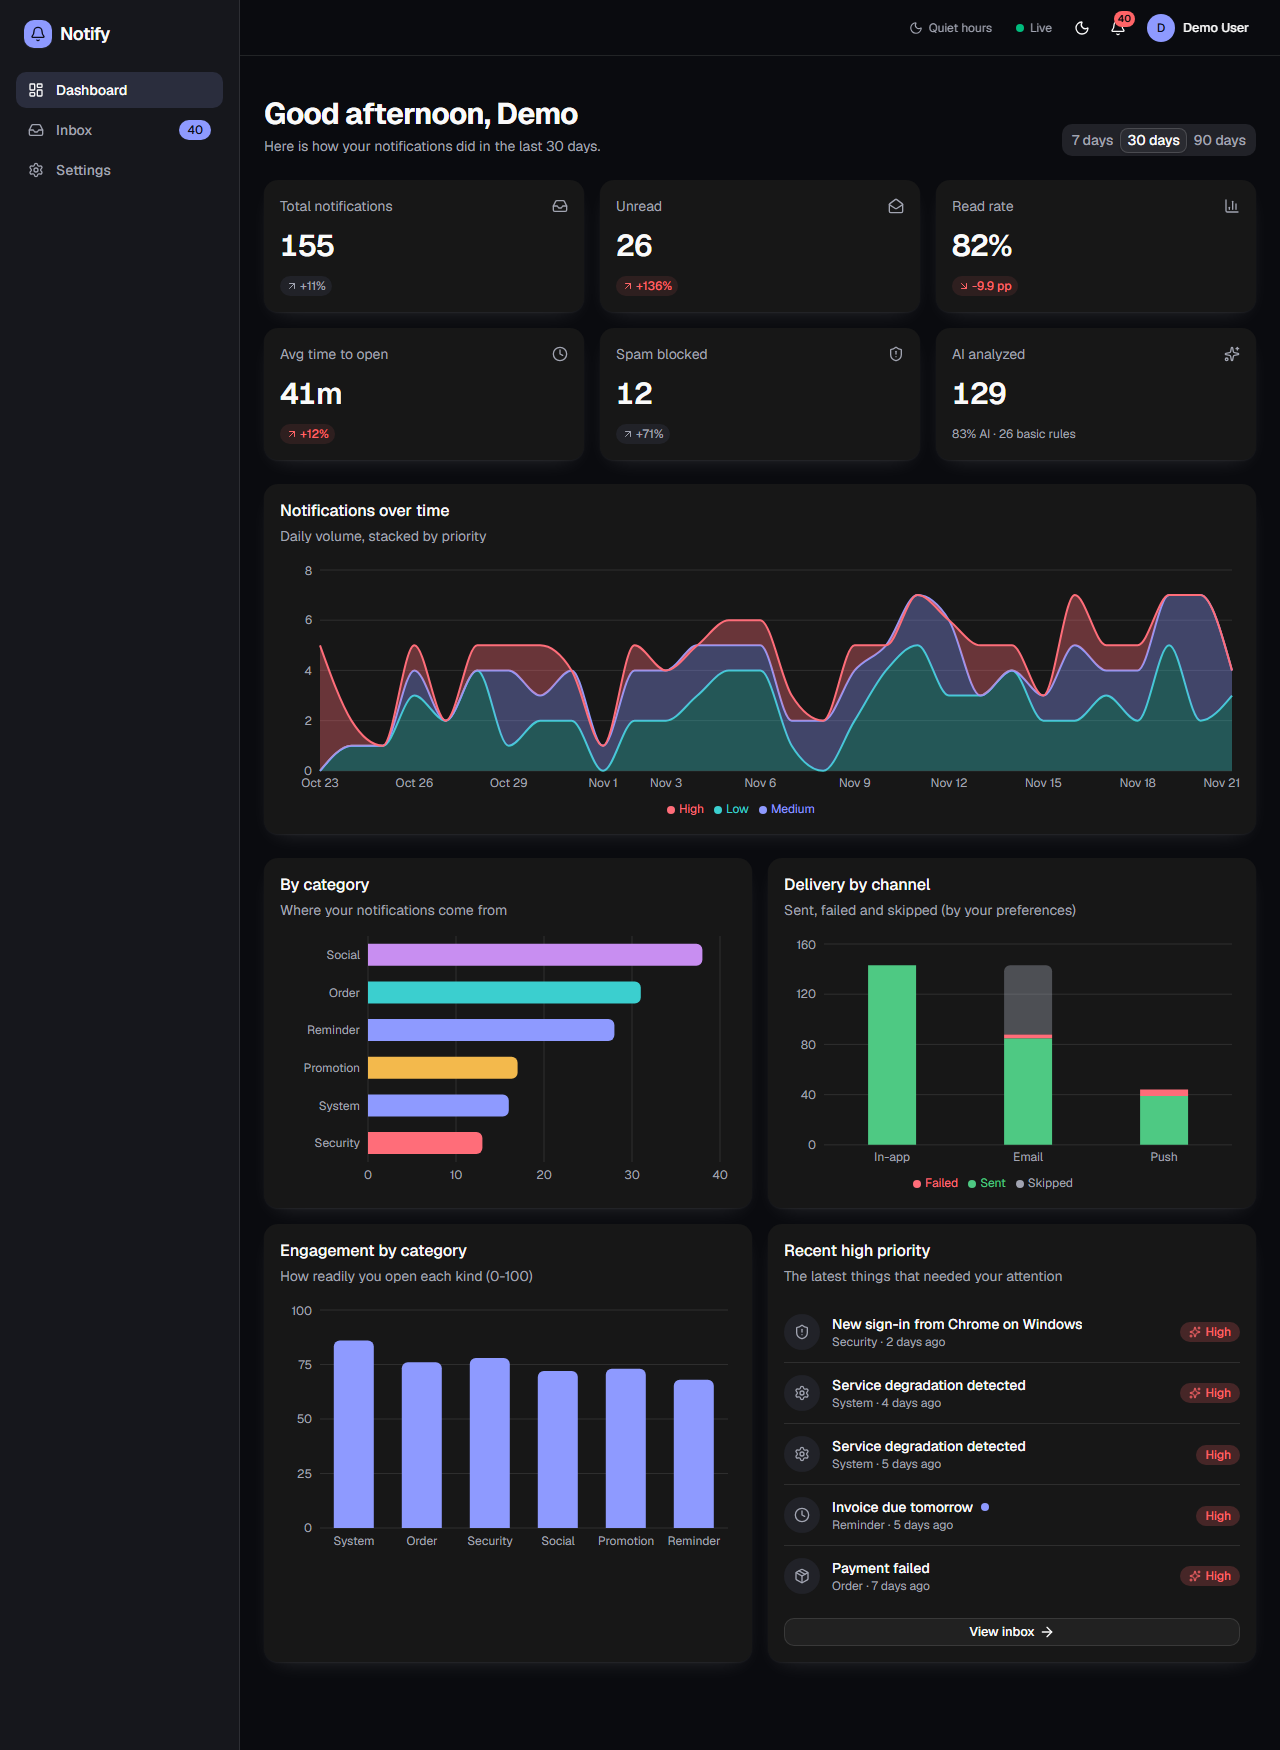 Notify
Quiet hours
Live
40
D
Demo User
Dashboard
Inbox
40
Settings
Good afternoon, Demo
Here is how your notifications did in the last 30 days.
7 days
30 days
90 days
Total notifications
155
+11%
Unread
26
+136%
Read rate
82%
-9.9 pp
Avg time to open
41m
+12%
Spam blocked
12
+71%
AI analyzed
129
83% AI · 26 basic rules
Notifications over time
Daily volume, stacked by priority
8
6
4
2
0
Oct 23
Oct 26
Oct 29
Nov 1
Nov 3
Nov 6
Nov 9
Nov 12
Nov 15
Nov 18
Nov 21
High
Low
Medium
By category
Where your notifications come from
Social
Order
Reminder
Promotion
System
Security
0
10
20
30
40
Delivery by channel
Sent, failed and skipped (by your preferences)
160
120
80
40
0
In-app
Email
Push
Failed
Sent
Skipped
Engagement by category
How readily you open each kind (0-100)
100
75
50
25
0
System
Order
Security
Social
Promotion
Reminder
Recent high priority
The latest things that needed your attention
New sign-in from Chrome on Windows
Security · 2 days ago
High
Service degradation detected
System · 4 days ago
High
Service degradation detected
System · 5 days ago
High
Invoice due tomorrow
Reminder · 5 days ago
High
Payment failed
Order · 7 days ago
High
View inbox